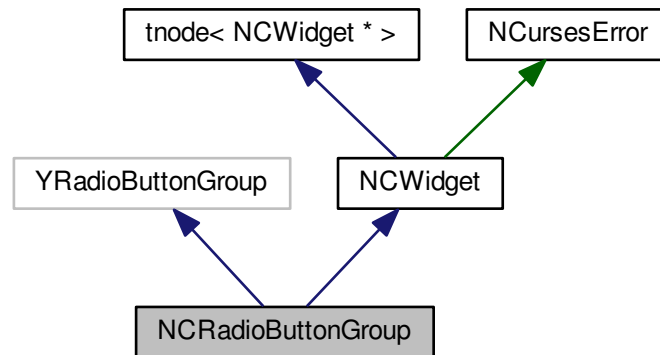 tnode< NCWidget * >
NCursesError
YRadioButtonGroup
NCWidget
NCRadioButtonGroup